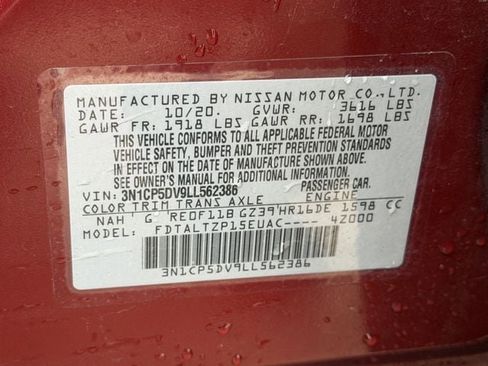 MANUFACTURED BY NISSAN MOTOR CO.,LTD.
DATE: 10/20. GVWR: 3616 LBS
GAWR FR: 1918 LBS GAWR RR: 1698 LBS
THIS VEHICLE CONFORMS TO ALL APPLICABLE FEDERAL MOTOR
VEHICLE SAFETY, BUMPER AND THEFT PREVENTION STANDARDS
IN EFFECT ON THE DATE OF MANUFACTURE SHOWN ABOVE.
SEE OWNER'S MANUAL FOR ADDITIONAL INFORMATION
VIN: 3N1CP5DV9LL562386 PASSENGER CAR.
COLOR TRIM TRANS AXLE ENGINE
NAH G RE0F11B GZ39 HR16DE 1598 CC
MODEL: FDTALTZP15EUAC---- 4Z000
3N1CP5DV9LL562386